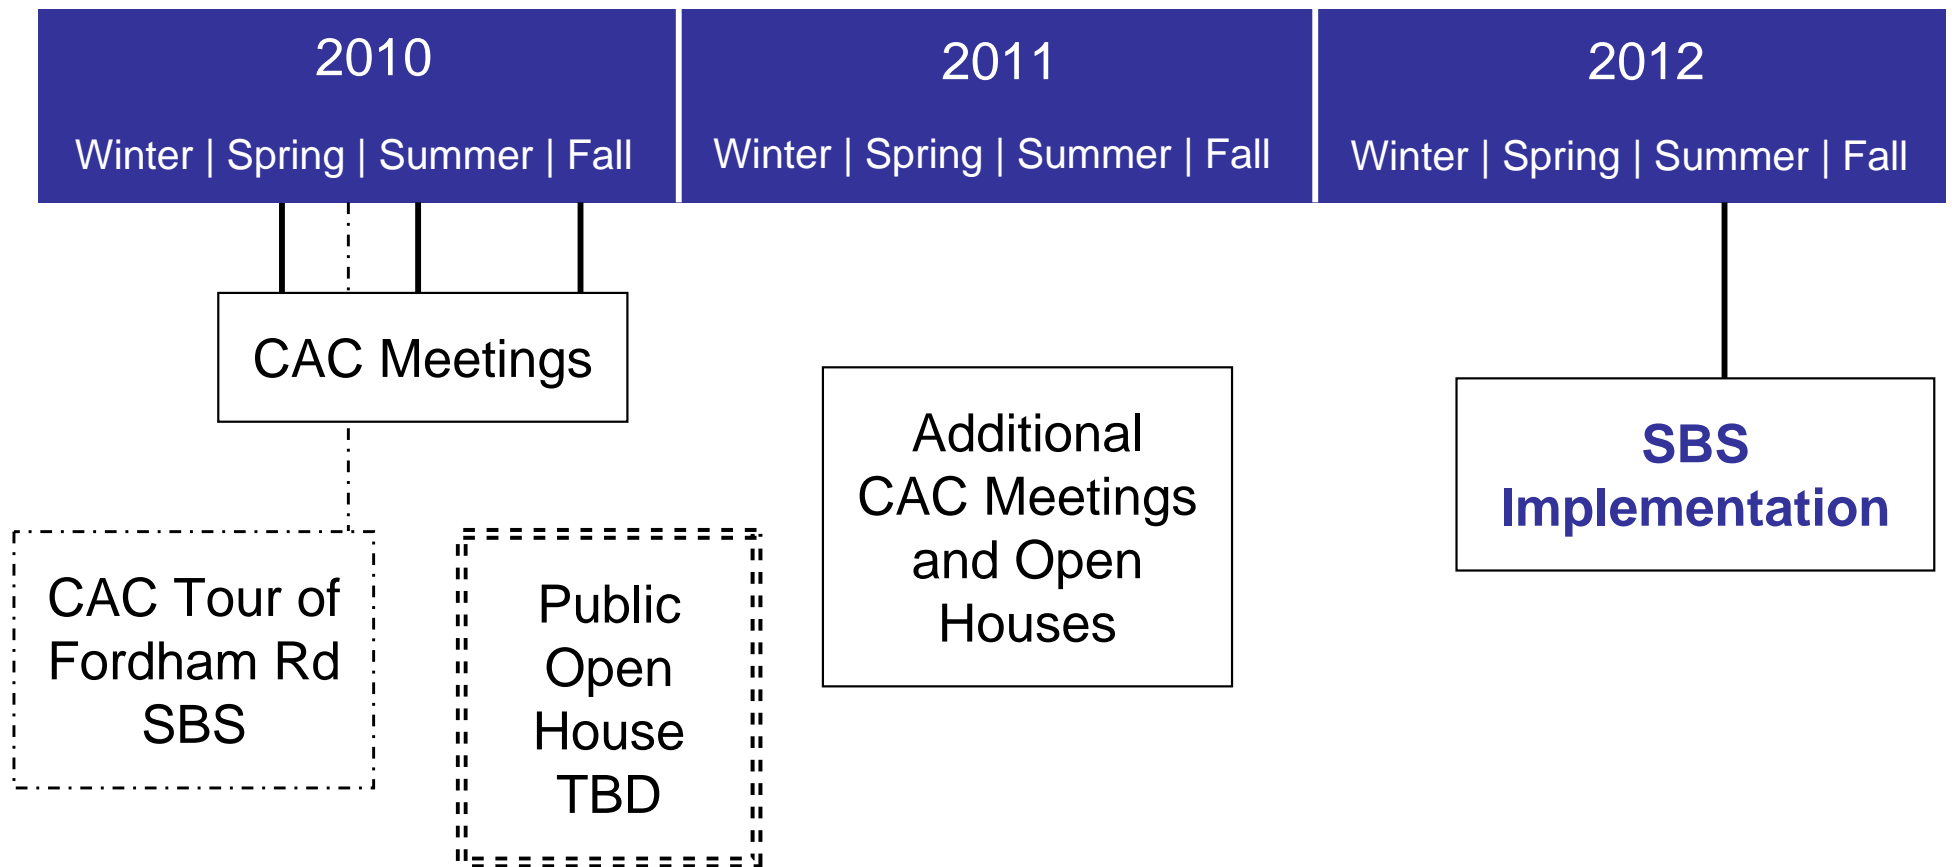 2010
Winter | Spring | Summer | Fall
2011
Winter | Spring | Summer | Fall
2012
Winter | Spring | Summer | Fall
CAC Meetings
CAC Tour of
Fordham Rd
SBS
Public
Open
House
TBD
Additional
CAC Meetings
and Open
Houses
SBS
Implementation